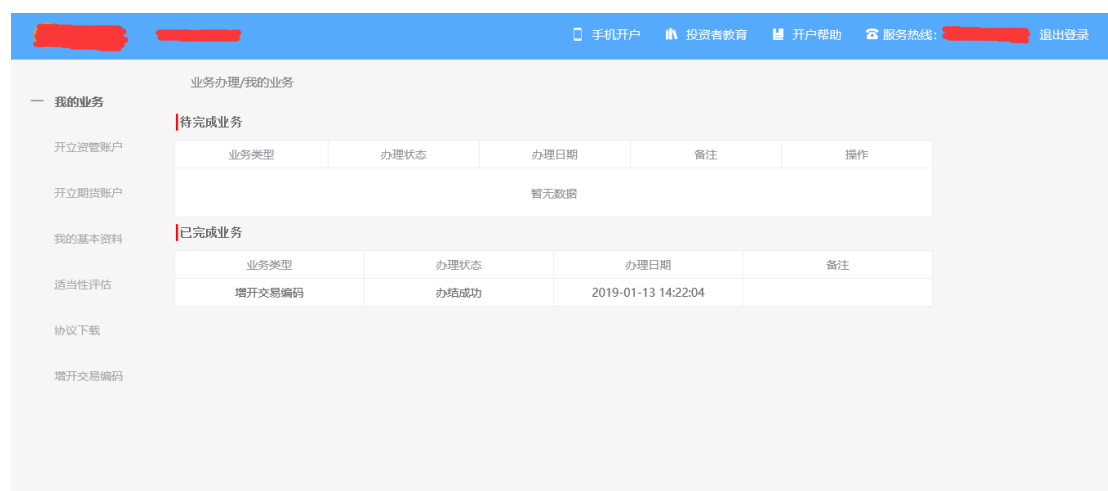 手机开户 投资者教育 开户帮助 服务热线: 退出登录
业务办理/我的业务
— 我的业务
开立资管账户
开立期货账户
我的基本资料
适当性评估
协议下载
增开交易编码
待完成业务
业务类型 办理状态 办理日期 备注 操作
暂无数据
已完成业务
业务类型 办理状态 办理日期 备注
增开交易编码 办结成功 2019-01-13 14:22:04